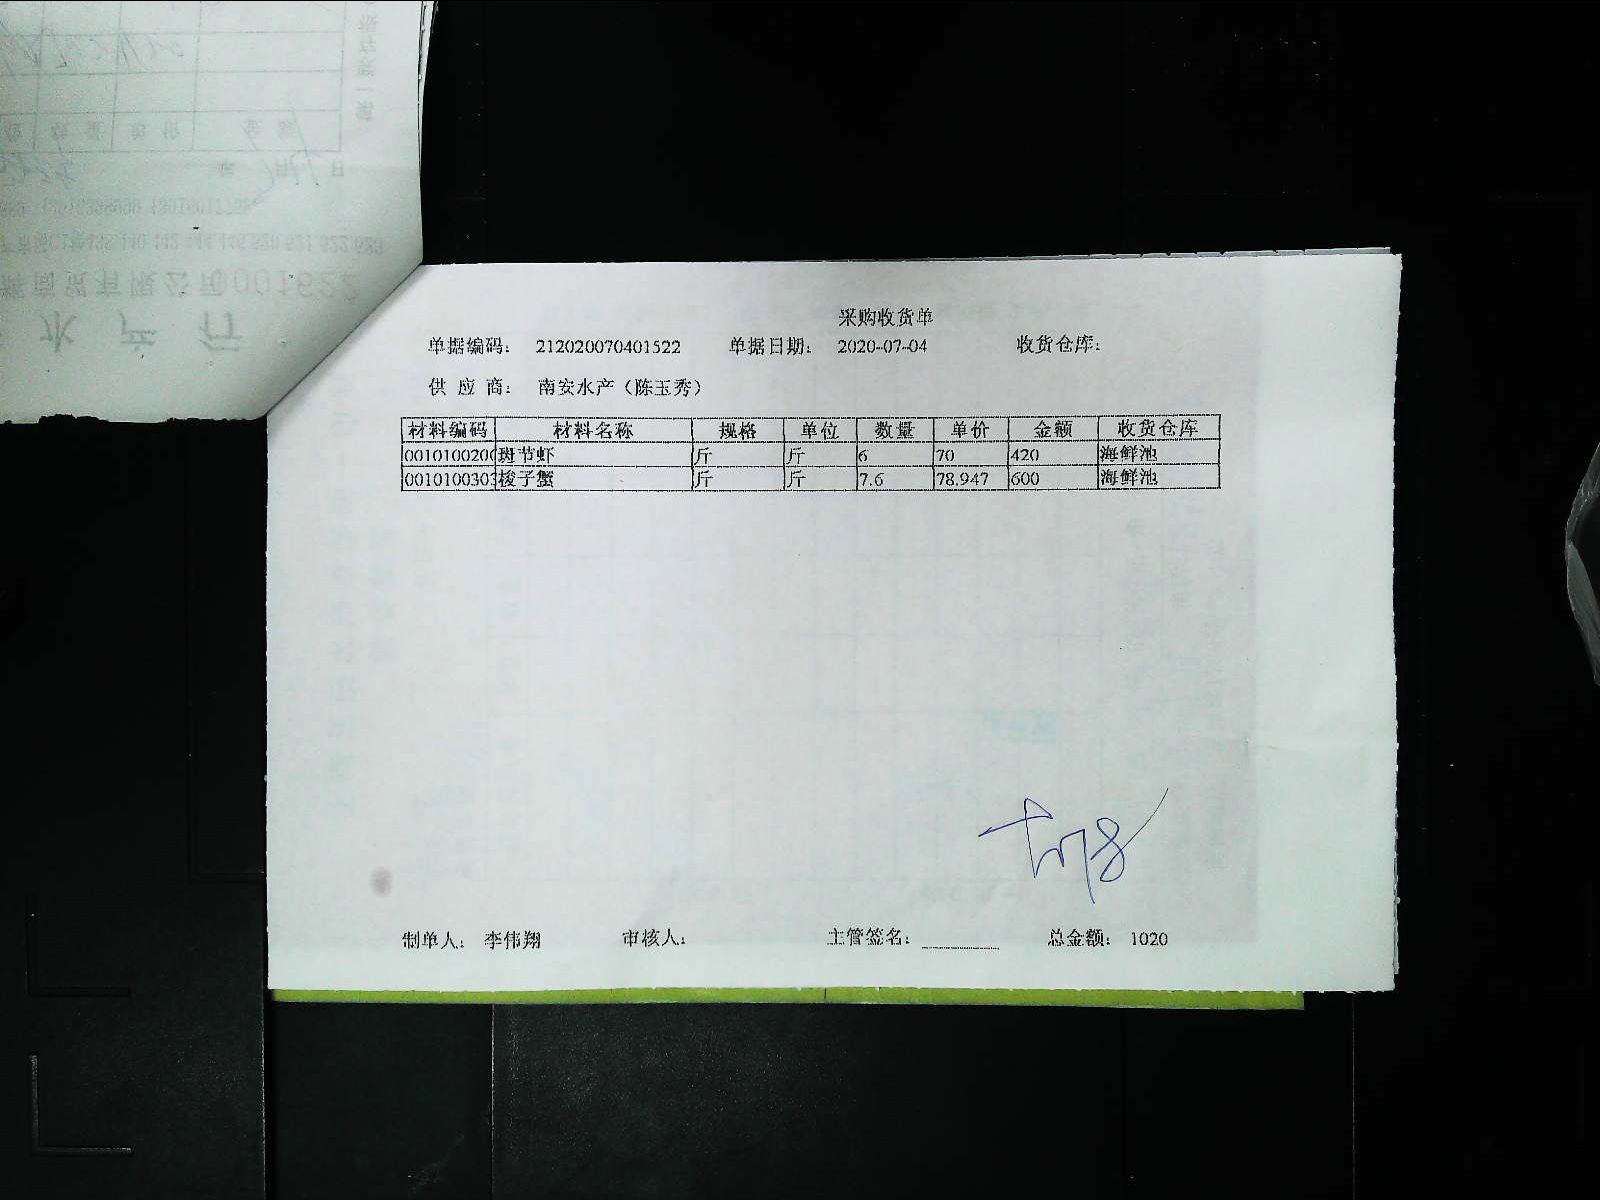 采购收货单
单据编码： 212020070401522 单据日期： 2020-07-04 收货仓库：
供 应 商： 南安水产（陈玉秀）
材料编码 材料名称 规格 单位 数量 单价 金额 收货仓库
001010020 斑节虾 斤 斤 6 70 420 海鲜池
001010030 梭子蟹 斤 斤 7.6 78.947 600 海鲜池
制单人： 李伟翔 审核人： 主管签名： 总金额： 1020